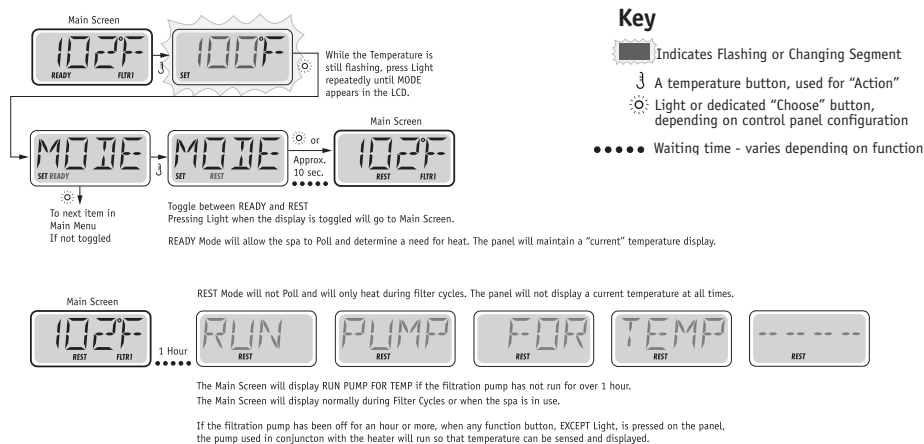 Main Screen
102°F
READY FLTR1
100°F
SET
While the Temperature is
still flashing, press Light
repeatedly until MODE
appears in the LCD.
Key
Indicates Flashing or Changing Segment
A temperature button, used for “Action”
Light or dedicated “Choose” button,
depending on control panel configuration
Waiting time - varies depending on function
MODE
SET READY
MODE
SET REST
or
Approx.
10 sec.
Main Screen
102°F
REST FLTR1
To next item in
Main Menu
If not toggled
Toggle between READY and REST
Pressing Light when the display is toggled will go to Main Screen.
READY Mode will allow the spa to Poll and determine a need for heat. The panel will maintain a “current” temperature display.
REST Mode will not Poll and will only heat during filter cycles. The panel will not display a current temperature at all times.
Main Screen
102°F
REST FLTR1
1 Hour
RUN
REST
PUMP
REST
FOR
REST
TEMP
REST
-- -- -- --
REST
The Main Screen will display RUN PUMP FOR TEMP if the filtration pump has not run for over 1 hour.
The Main Screen will display normally during Filter Cycles or when the spa is in use.
If the filtration pump has been off for an hour or more, when any function button, EXCEPT Light, is pressed on the panel,
the pump used in conjuncton with the heater will run so that temperature can be sensed and displayed.